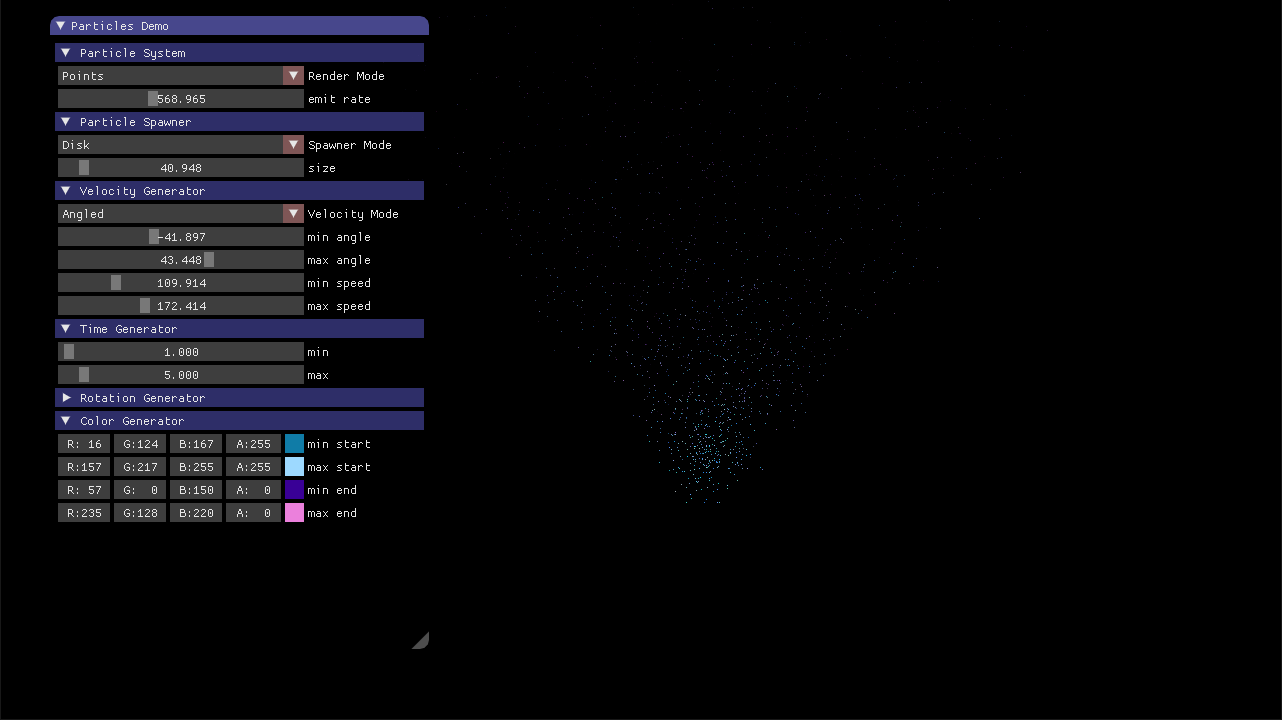 Particles Demo
Particle System
Points Render Mode
568.965 emit rate
Particle Spawner
Disk Spawner Mode
40.948 size
Velocity Generator
Angled Velocity Mode
-41.897 min angle
43.448 max angle
109.914 min speed
172.414 max speed
Time Generator
1.000 min
5.000 max
Rotation Generator
Color Generator
R: 16 G:124 B:167 A:255 min start
R:157 G:217 B:255 A:255 max start
R: 57 G: 0 B:150 A: 0 min end
R:235 G:128 B:220 A: 0 max end